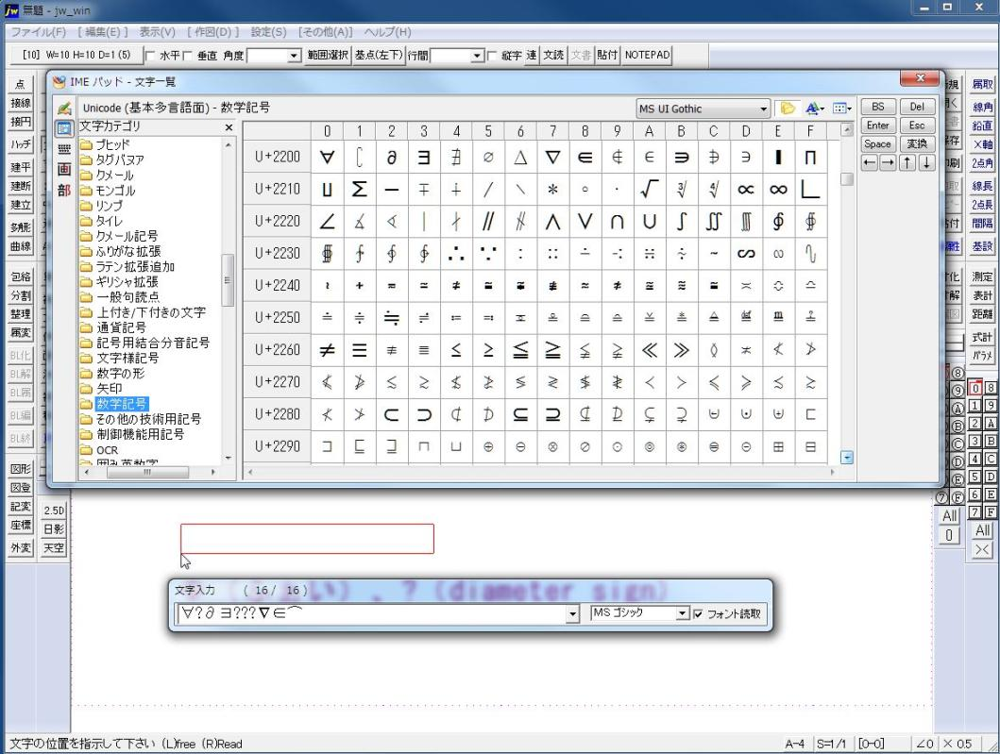 無題 - jw_win
ファイル(F) [編集(E)] 表示(V) [作図(D)] 設定(S) [その他(A)] ヘルプ(H)
[10] W=10 H=10 D=1 (5) 水平 垂直 角度 範囲選択 基点(左下) 行間 縦字 連 文読 文書 貼付 NOTEPAD
IME パッド - 文字一覧
Unicode (基本多言語面) - 数学記号 MS UI Gothic BS Del
Enter Esc
Space 変換
← → ↑ ↓
画
部
文字カテゴリ
ブヒッド
タグバヌア
クメール
モンゴル
リンブ
タイ・レ
クメール記号
ふりがな拡張
ラテン拡張追加
ギリシャ拡張
一般句読点
上付き/下付きの文字
通貨記号
記号用結合分音記号
文字様記号
数字の形
矢印
数学記号
その他の技術用記号
制御機能用記号
OCR
囲み英数字
0 1 2 3 4 5 6 7 8 9 A B C D E F
U+2200 ∀ ∁ ∂ ∃ ∄ ∅ ∆ ∇ ∈ ∉ ∊ ∋ ∌ ∍ ∎ ∏
U+2210 ∐ ∑ − ∓ ∔ ∕ ∖ ∗ ∘ ∙ √ ∛ ∜ ∝ ∞ ∟
U+2220 ∠ ∡ ∢ ∣ ∤ ∥ ∦ ∧ ∨ ∩ ∪ ∫ ∬ ∭ ∮ ∯
U+2230 ∰ ∱ ∲ ∳ ∴ ∵ ∶ ∷ ∸ ∹ ∺ ∻ ∼ ∽ ∾ ∿
U+2240 ≀ ≁ ≂ ≃ ≄ ≅ ≆ ≇ ≈ ≉ ≊ ≋ ≌ ≍ ≎ ≏
U+2250 ≐ ≑ ≒ ≓ ≔ ≕ ≖ ≗ ≘ ≙ ≚ ≛ ≜ ≝ ≞ ≟
U+2260 ≠ ≡ ≢ ≣ ≤ ≥ ≦ ≧ ≨ ≩ ≪ ≫ ≬ ≭ ≮ ≯
U+2270 ≰ ≱ ≲ ≳ ≴ ≵ ≶ ≷ ≸ ≹ ≺ ≻ ≼ ≽ ≾ ≿
U+2280 ⊀ ⊁ ⊂ ⊃ ⊄ ⊅ ⊆ ⊇ ⊈ ⊉ ⊊ ⊋ ⊌ ⊍ ⊎ ⊏
U+2290 ⊐ ⊑ ⊒ ⊓ ⊔ ⊕ ⊖ ⊗ ⊘ ⊙ ⊚ ⊛ ⊜ ⊝ ⊞ ⊟
点
接線
接円
ハッチ
建平
建断
建立
多角形
曲線
包絡
分割
整理
属変
BL化
BL解
BL属
BL編
BL終
図形
図登
記変
座標
外変
2.5D
日影
天空
属取
線角
鉛直
X軸
2点角
線長
2点長
間隔
基設
測定
表計
距離
式計
パラメ
0 8
1 9
2 A
3 B
4 C
5 D
6 E
7 F
All
0
All
×
文字入力 ( 16 / 16)
(diameter sign)
∀?∂ ∃???∇∈⌒ MS ゴシック フォント読取
文字の位置を指示して下さい (L)free (R)Read A-4 S=1/1 [0-0] ∠0 × 0.5